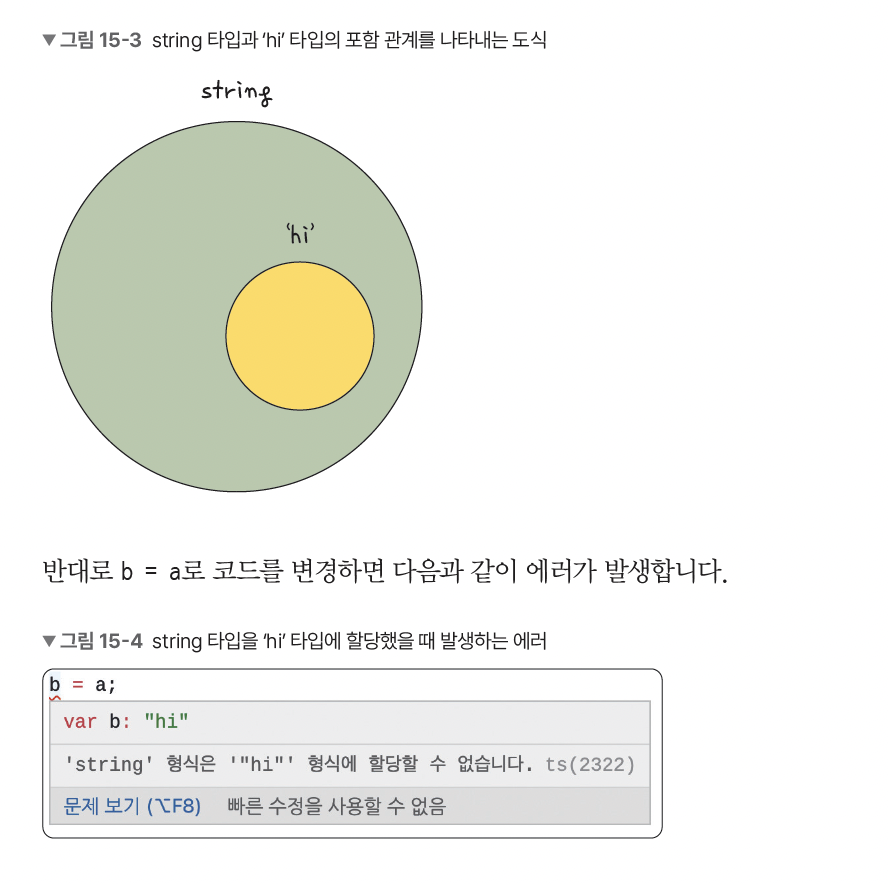 ▼그림 15-3 string 타입과 ‘hi’ 타입의 포함 관계를 나타내는 도식
string
‘hi’
반대로 b = a로 코드를 변경하면 다음과 같이 에러가 발생합니다.
▼그림 15-4 string 타입을 ‘hi’ 타입에 할당했을 때 발생하는 에러
b = a;
var b: "hi"
'string' 형식은 '"hi"' 형식에 할당할 수 없습니다. ts(2322)
문제 보기 (⌥F8) 빠른 수정을 사용할 수 없음